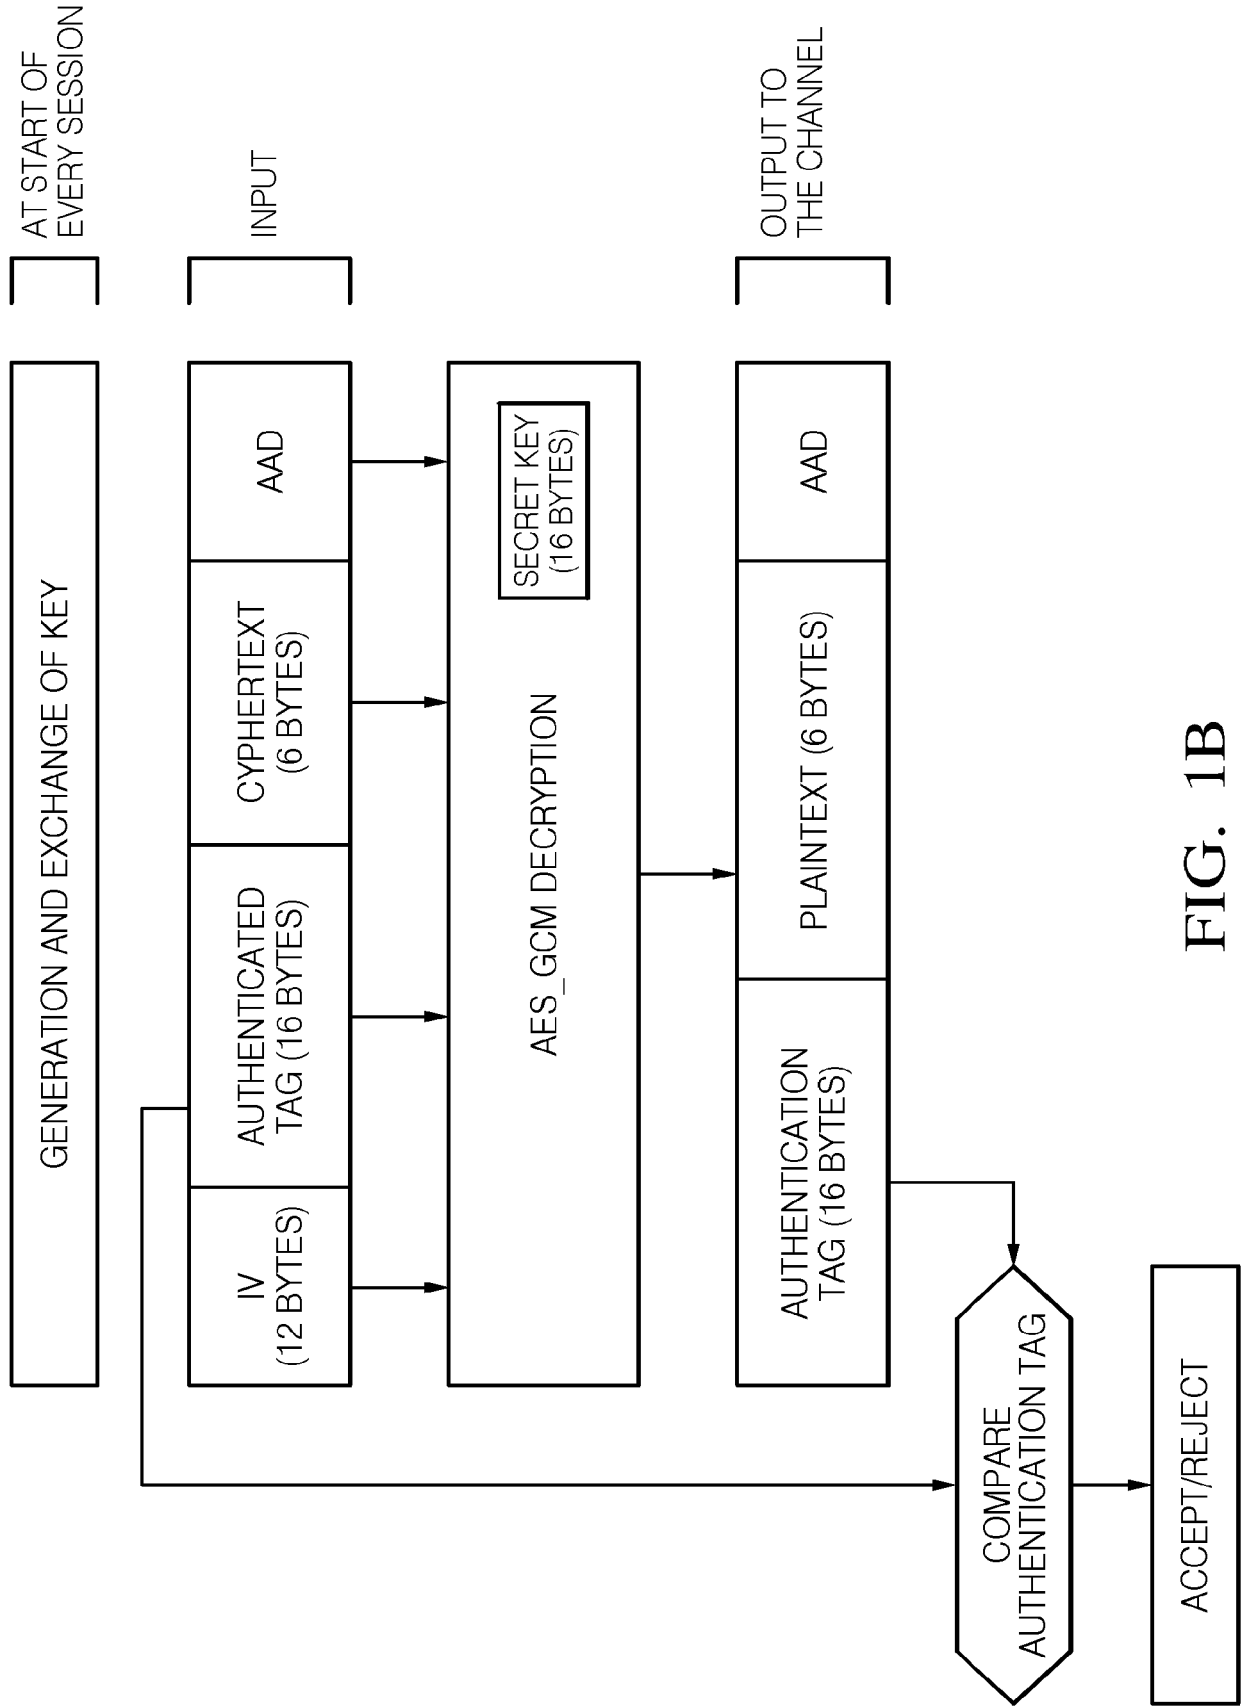 GENERATION AND EXCHANGE OF KEY
AT START OF
EVERY SESSION
IV
(12 BYTES)
AUTHENTICATED
TAG (16 BYTES)
CYPHERTEXT
(6 BYTES)
AAD
INPUT
AES_GCM DECRYPTION
SECRET KEY
(16 BYTES)
AUTHENTICATION
TAG (16 BYTES)
PLAINTEXT (6 BYTES)
AAD
OUTPUT TO
THE CHANNEL
COMPARE
AUTHENTICATION TAG
ACCEPT/REJECT
FIG. 1B